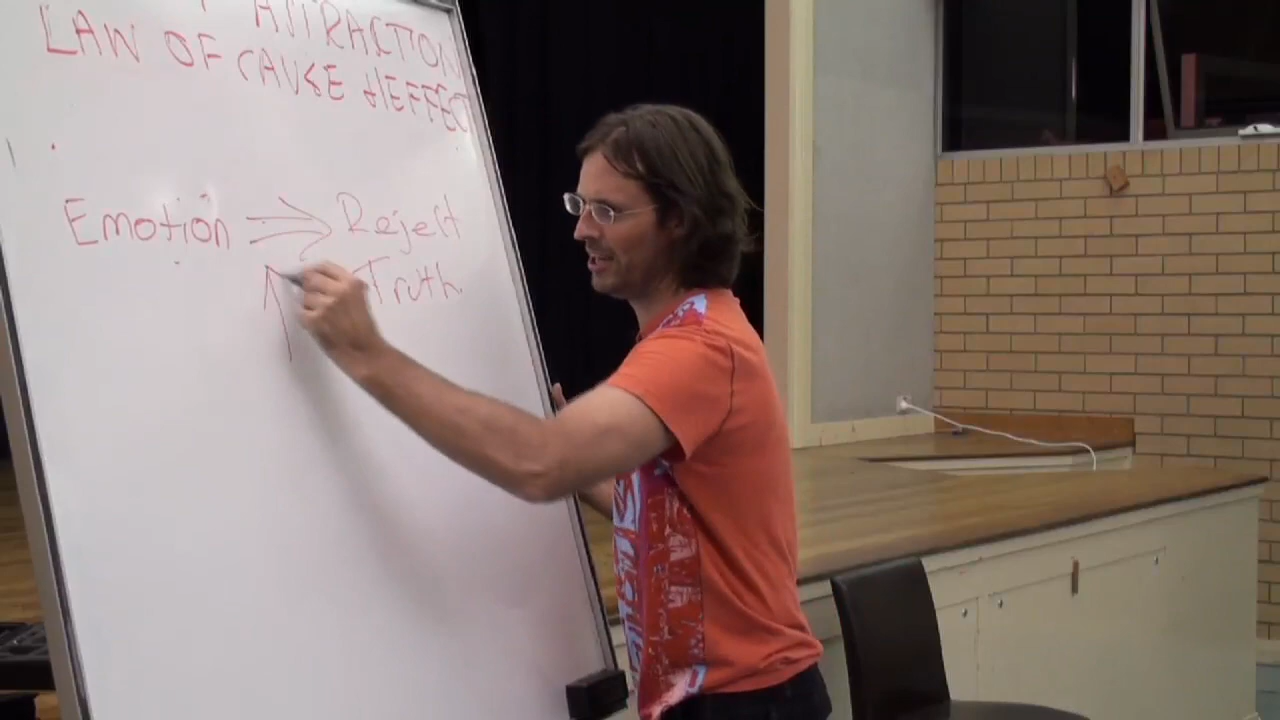 ATTRACTION
LAW OF CAUSE & EFFECT
Emotion ⇒ Reject
Truth.